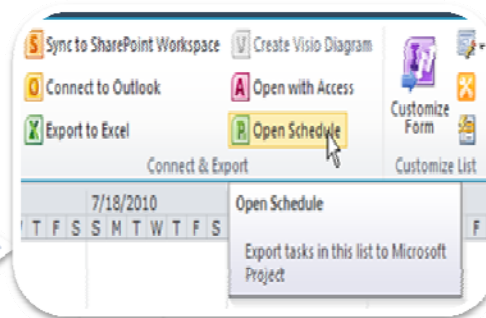 Sync to SharePoint Workspace
Connect to Outlook
Export to Excel
Create Visio Diagram
Open with Access
Open Schedule
Connect & Export
Customize
Form
Customize List
7/18/2010
T F S S M T W T F S
F
Open Schedule
Export tasks in this list to Microsoft
Project